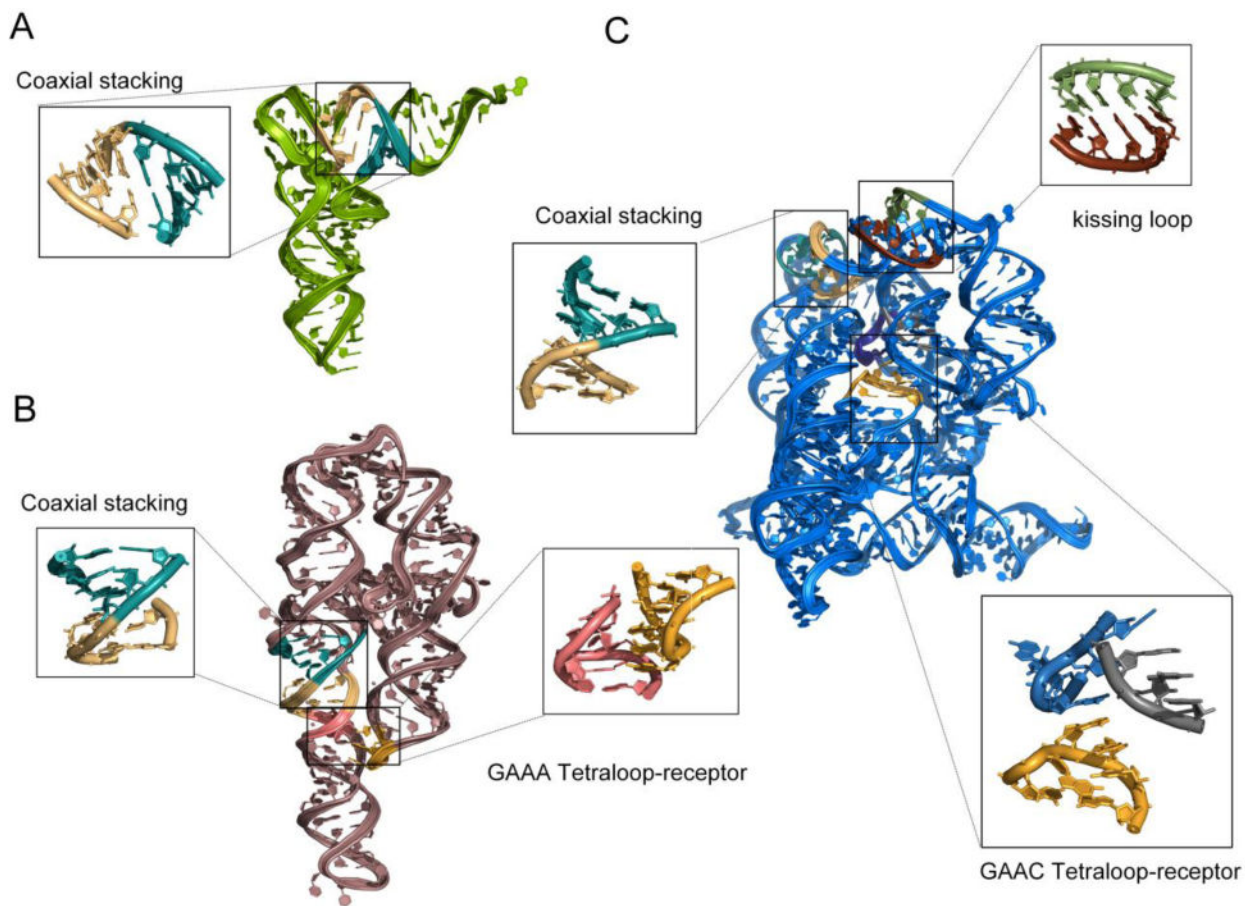 A
Coaxial stacking
B
Coaxial stacking
GAAA Tetraloop-receptor
C
Coaxial stacking
kissing loop
GAAC Tetraloop-receptor